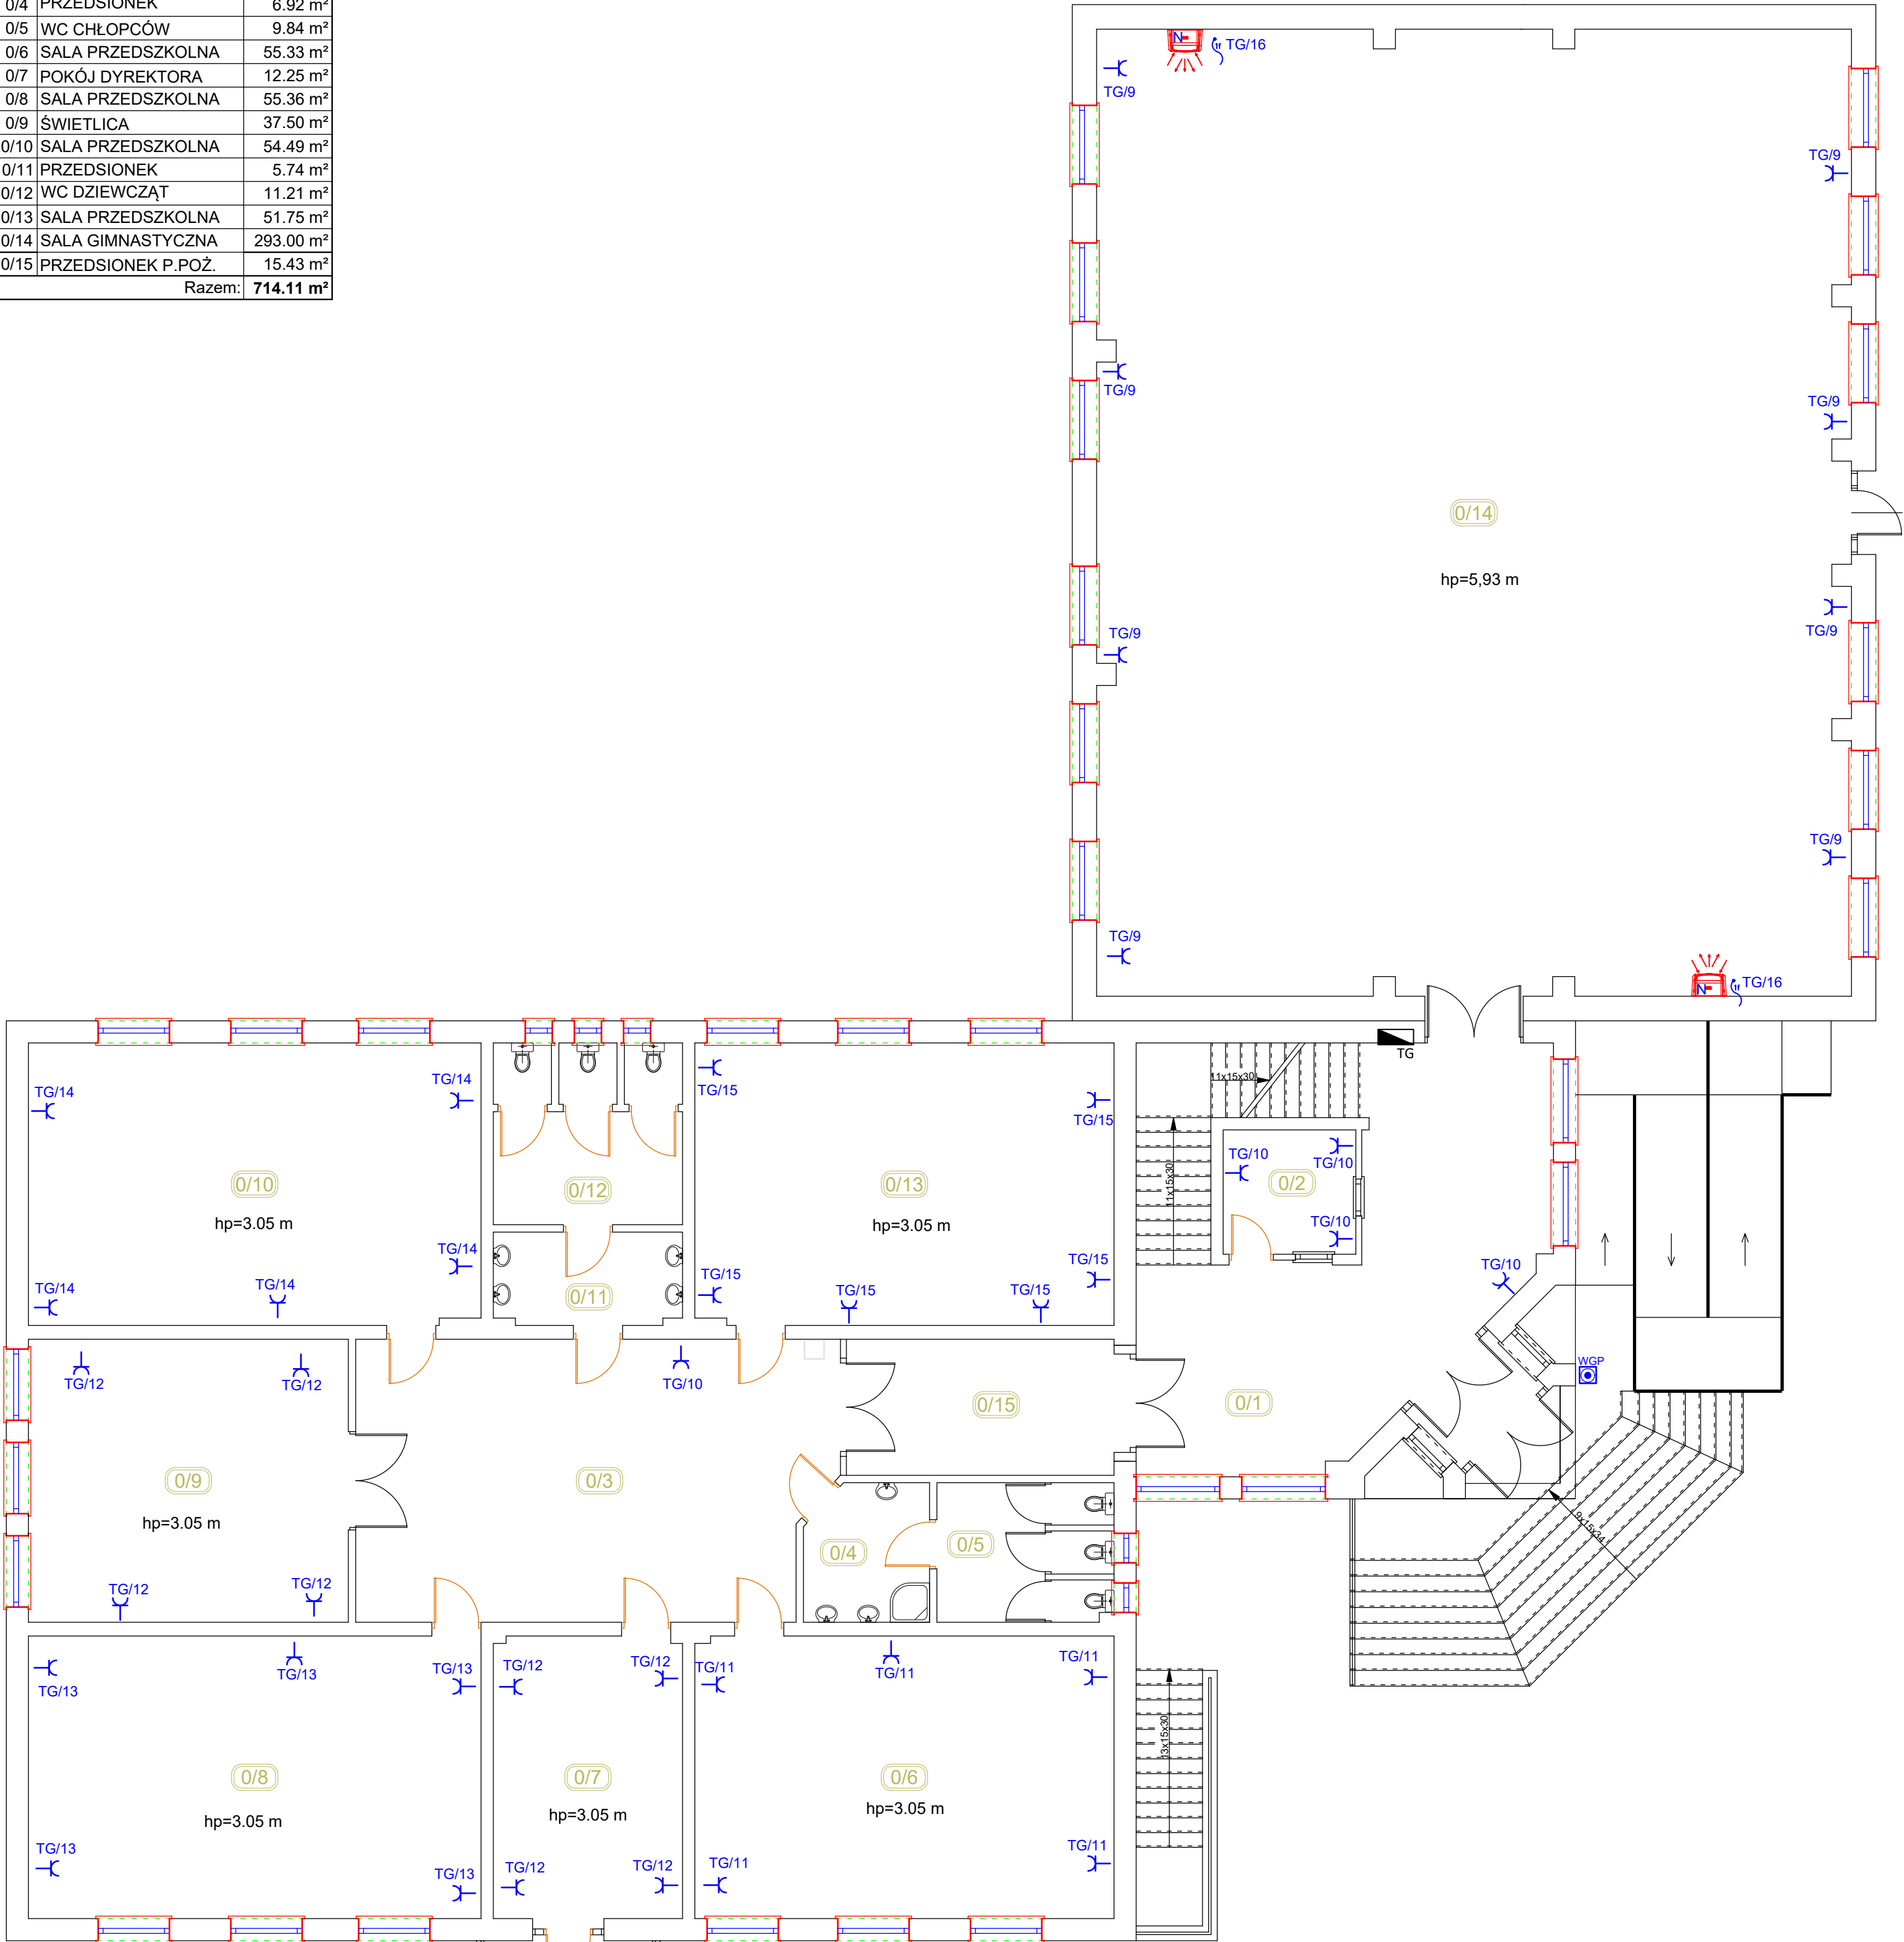 0/4 PRZEDSIONEK 6.92 m²
0/5 WC CHŁOPCÓW 9.84 m²
0/6 SALA PRZEDSZKOLNA 55.33 m²
0/7 POKÓJ DYREKTORA 12.25 m²
0/8 SALA PRZEDSZKOLNA 55.36 m²
0/9 ŚWIETLICA 37.50 m²
0/10 SALA PRZEDSZKOLNA 54.49 m²
0/11 PRZEDSIONEK 5.74 m²
0/12 WC DZIEWCZĄT 11.21 m²
0/13 SALA PRZEDSZKOLNA 51.75 m²
0/14 SALA GIMNASTYCZNA 293.00 m²
0/15 PRZEDSIONEK P.POŻ. 15.43 m²
Razem: 714.11 m²
N
TG/16
TG/9
TG/9
TG/9
TG/9
0/14
hp=5,93 m
TG/9
TG/9
TG/9
TG/9
N
TG/16
TG
TG/14
TG/14
TG/15
TG/15
11x15x30
11x15x30
TG/10
TG/10
0/10
0/12
0/13
0/2
hp=3.05 m
hp=3.05 m
TG/10
TG/14
TG/14
TG/14
0/11
TG/15
TG/15
TG/15
TG/15
TG/10
TG/12
TG/12
TG/10
WGP
0/15
0/1
0/9
0/3
hp=3.05 m
0/4
0/5
9x15x34
TG/12
TG/12
TG/13
TG/13
TG/13
TG/12
TG/12
TG/11
TG/11
TG/11
13x15x30
0/8
0/7
0/6
hp=3.05 m
hp=3.05 m
hp=3.05 m
TG/13
TG/13
TG/12
TG/12
TG/11
TG/11